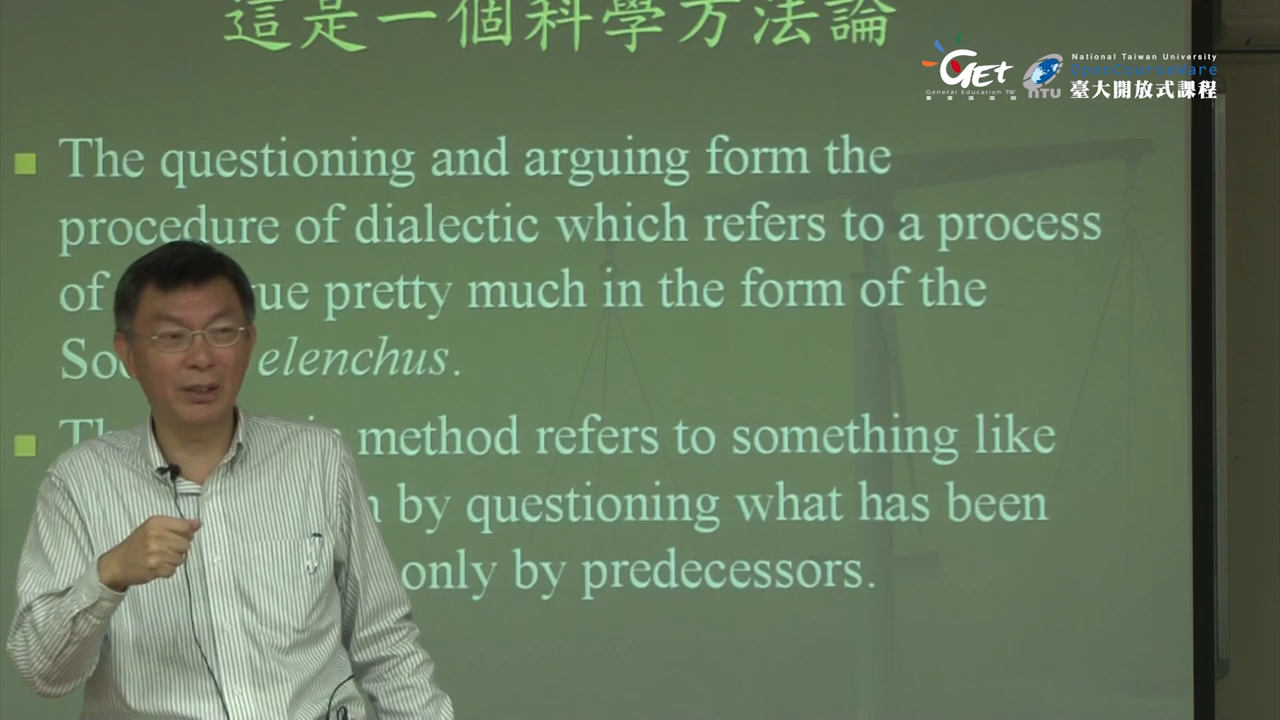 這是一個科學方法論
GEt
General Education TW
National Taiwan University
OpenCourseWare
NTU
臺大開放式課程
The questioning and arguing form the
procedure of dialectic which refers to a process
of pretty much in the form of the
elenchus.
method refers to something like
by questioning what has been
only by predecessors.